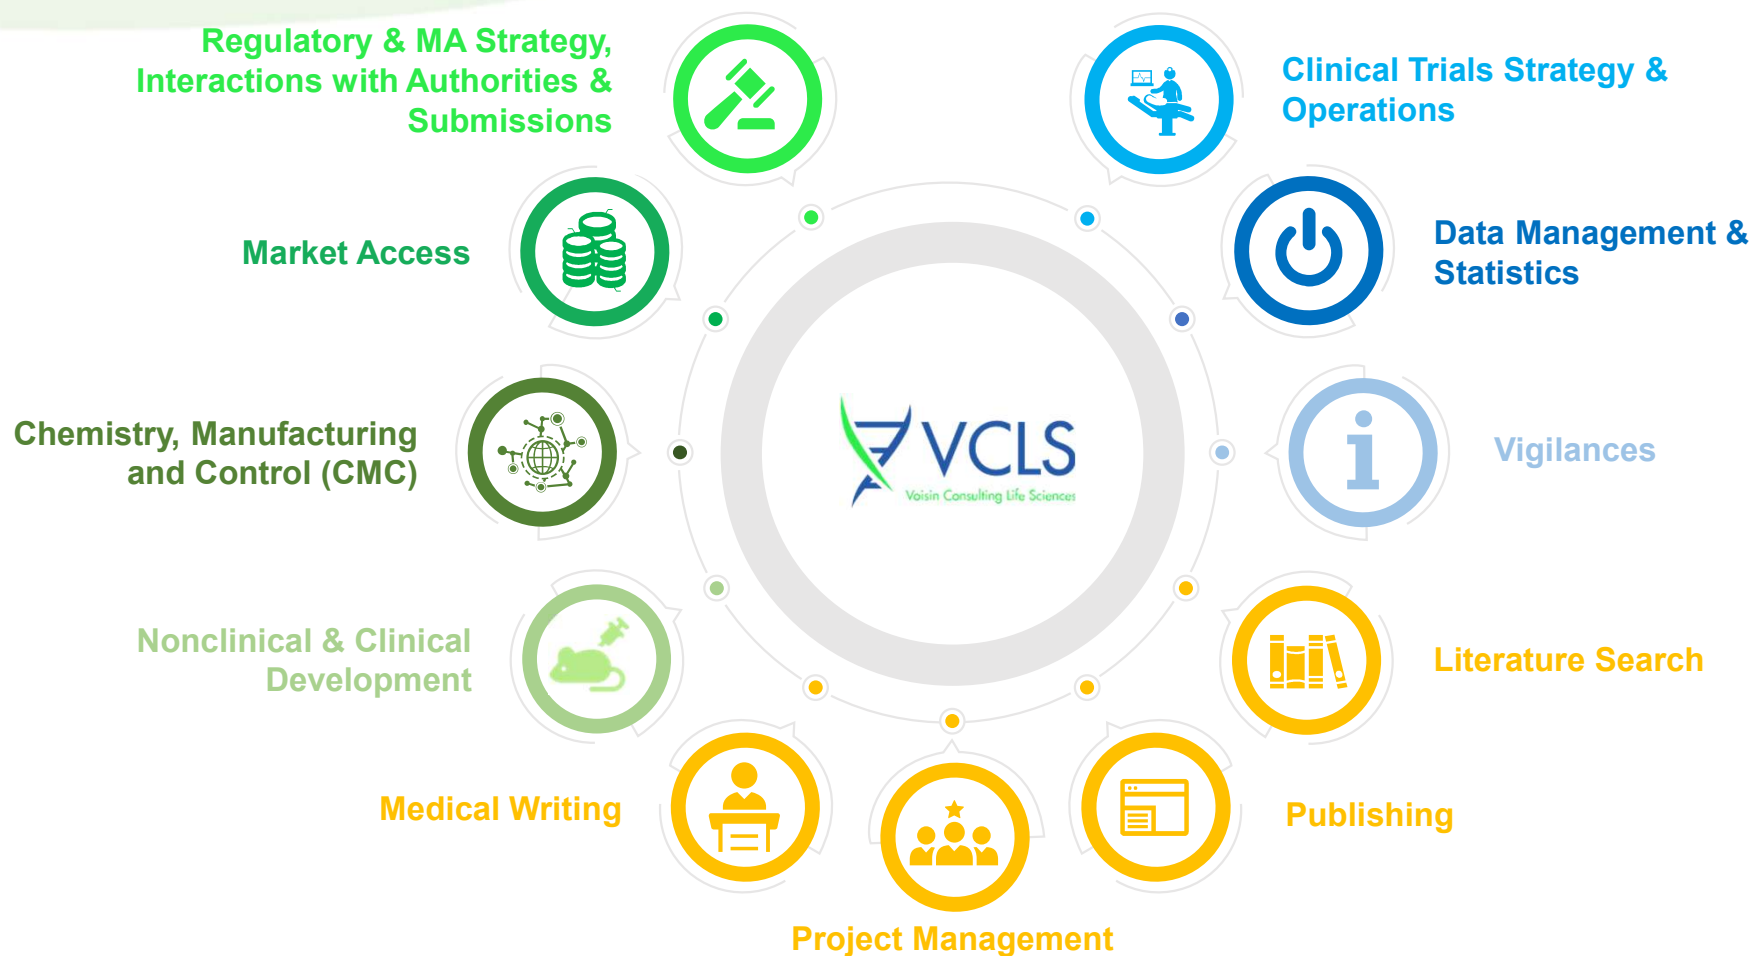 Regulatory & MA Strategy,
Interactions with Authorities &
Submissions
Clinical Trials Strategy &
Operations
Market Access
Data Management &
Statistics
Chemistry, Manufacturing
and Control (CMC)
VCLS
Voisin Consulting Life Sciences
Vigilances
Nonclinical & Clinical
Development
Literature Search
Medical Writing
Publishing
Project Management